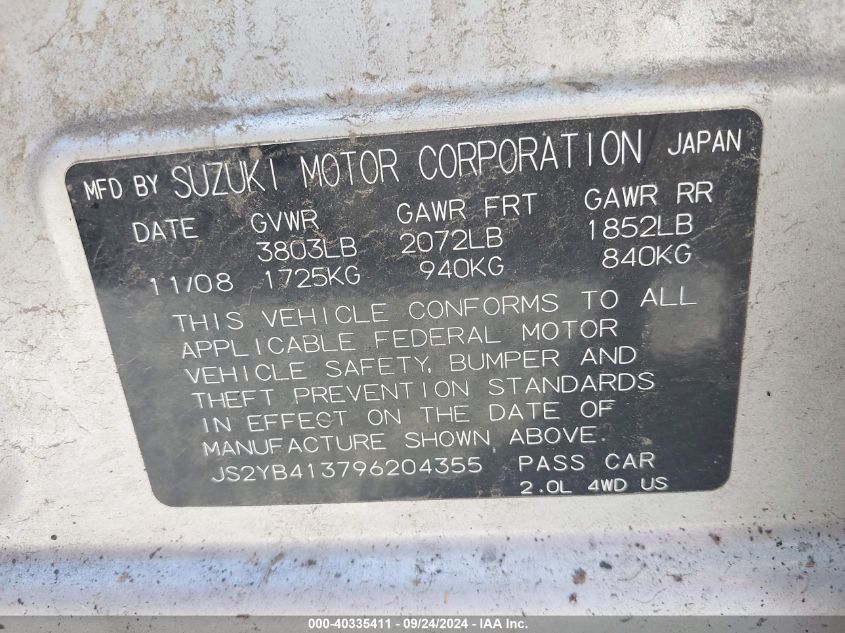 MFD BY SUZUKI MOTOR CORPORATION JAPAN
DATE GVWR GAWR FRT GAWR RR
3803LB 2072LB 1852LB
11/08 1725KG 940KG 840KG
THIS VEHICLE CONFORMS TO ALL
APPLICABLE FEDERAL MOTOR
VEHICLE SAFETY, BUMPER AND
THEFT PREVENTION STANDARDS
IN EFFECT ON THE DATE OF
MANUFACTURE SHOWN ABOVE.
JS2YB413796204355 PASS CAR
2.0L 4WD US
000-40335411 - 09/24/2024 - IAAI.com